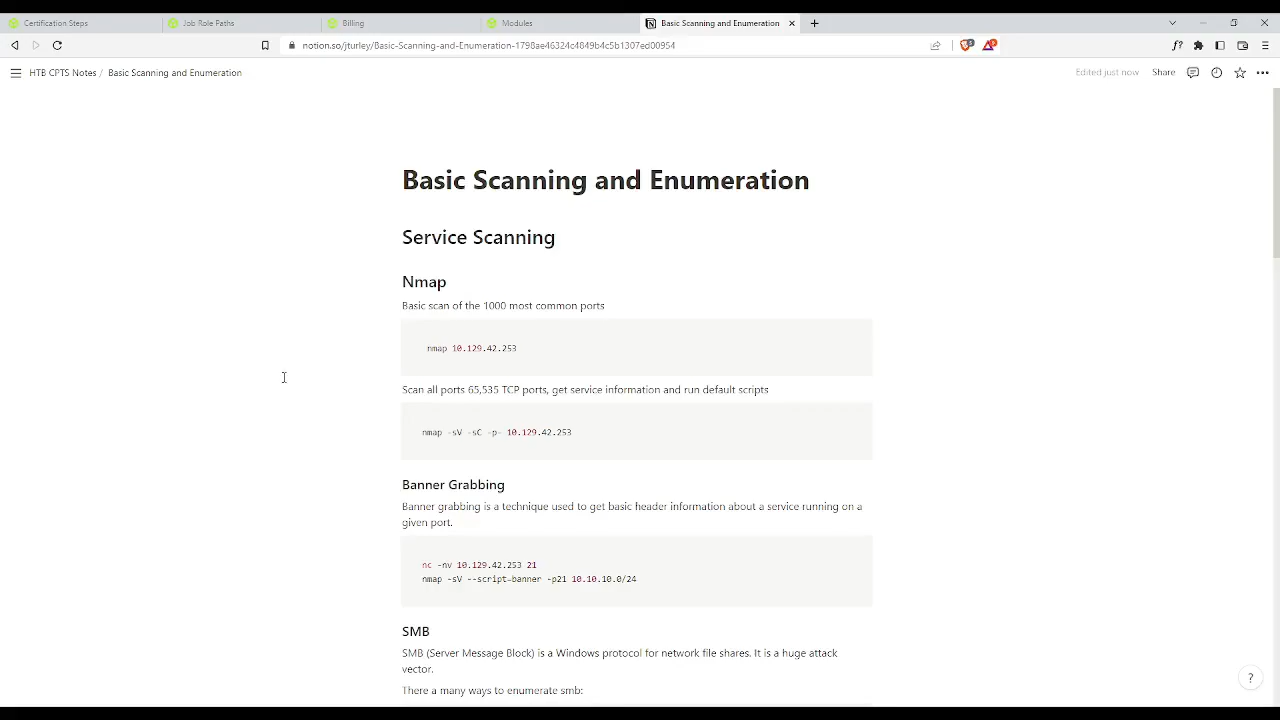 Certification Steps
Job Role Paths
Billing
Modules
Basic Scanning and Enumeration
notion.so/jturley/Basic-Scanning-and-Enumeration-1798ae46324c4849b4c5b1307ed00954
HTB CPTS Notes / Basic Scanning and Enumeration
Edited just now
Share
Basic Scanning and Enumeration
Service Scanning
Nmap
Basic scan of the 1000 most common ports
nmap 10.129.42.253
Scan all ports 65,535 TCP ports, get service information and run default scripts
nmap -sV -sC -p- 10.129.42.253
Banner Grabbing
Banner grabbing is a technique used to get basic header information about a service running on a
given port.
nc -nv 10.129.42.253 21
nmap -sV --script=banner -p21 10.10.10.0/24
SMB
SMB (Server Message Block) is a Windows protocol for network file shares. It is a huge attack
vector.
There a many ways to enumerate smb:
?